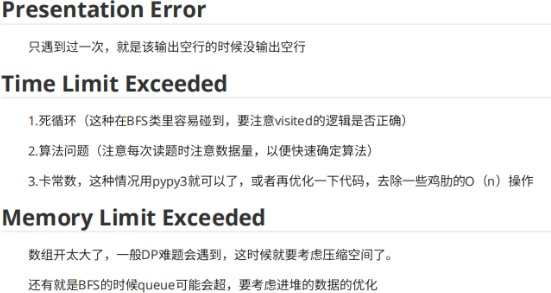 Presentation Error
只遇到过一次，就是该输出空行的时候没输出空行
Time Limit Exceeded
1.死循环（这种在BFS类里容易碰到，要注意visited的逻辑是否正确）
2.算法问题（注意每次读题时注意数据量，以便快速确定算法）
3.卡常数，这种情况用pypy3就可以了，或者再优化一下代码，去除一些鸡肋的O（n）操作
Memory Limit Exceeded
数组开太大了，一般DP难题会遇到，这时候就要考虑压缩空间了。
还有就是BFS的时候queue可能会超，要考虑进堆的数据的优化